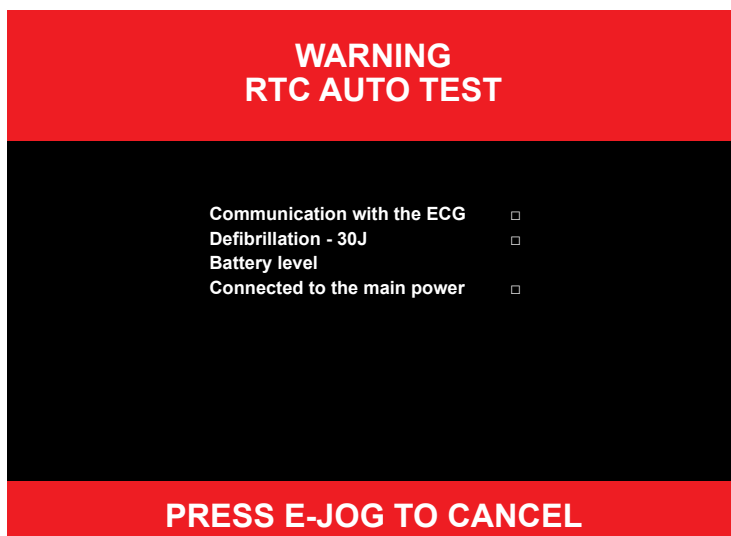 WARNING
RTC AUTO TEST
Communication with the ECG □
Defibrillation - 30J □
Battery level
Connected to the main power □
PRESS E-JOG TO CANCEL